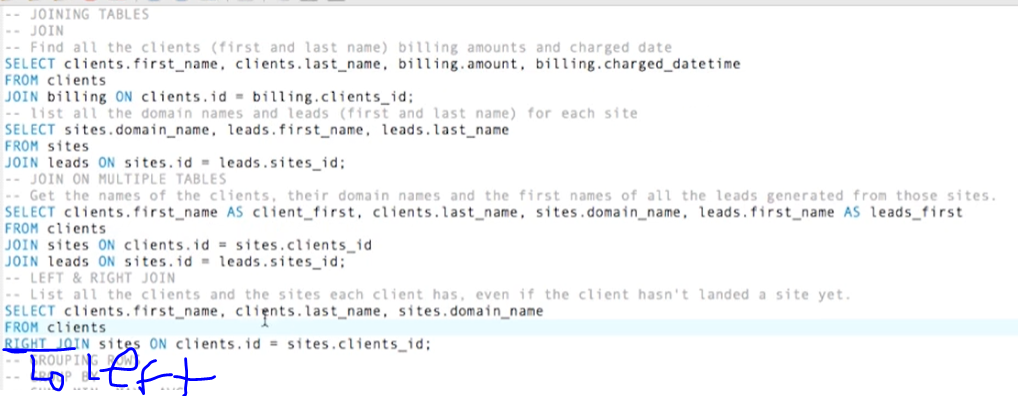 -- JOINING TABLES
-- JOIN
-- Find all the clients (first and last name) billing amounts and charged date
SELECT clients.first_name, clients.last_name, billing.amount, billing.charged_datetime
FROM clients
JOIN billing ON clients.id = billing.clients_id;
-- list all the domain names and leads (first and last name) for each site
SELECT sites.domain_name, leads.first_name, leads.last_name
FROM sites
JOIN leads ON sites.id = leads.sites_id;
-- JOIN ON MULTIPLE TABLES
-- Get the names of the clients, their domain names and the first names of all the leads generated from those sites.
SELECT clients.first_name AS client_first, clients.last_name, sites.domain_name, leads.first_name AS leads_first
FROM clients
JOIN sites ON clients.id = sites.clients_id
JOIN leads ON sites.id = leads.sites_id;
-- LEFT & RIGHT JOIN
-- List all the clients and the sites each client has, even if the client hasn't landed a site yet.
SELECT clients.first_name, clients.last_name, sites.domain_name
FROM clients
RIGHT JOIN sites ON clients.id = sites.clients_id;
-- GROUPING ROWS
To left
-- GROUP BY